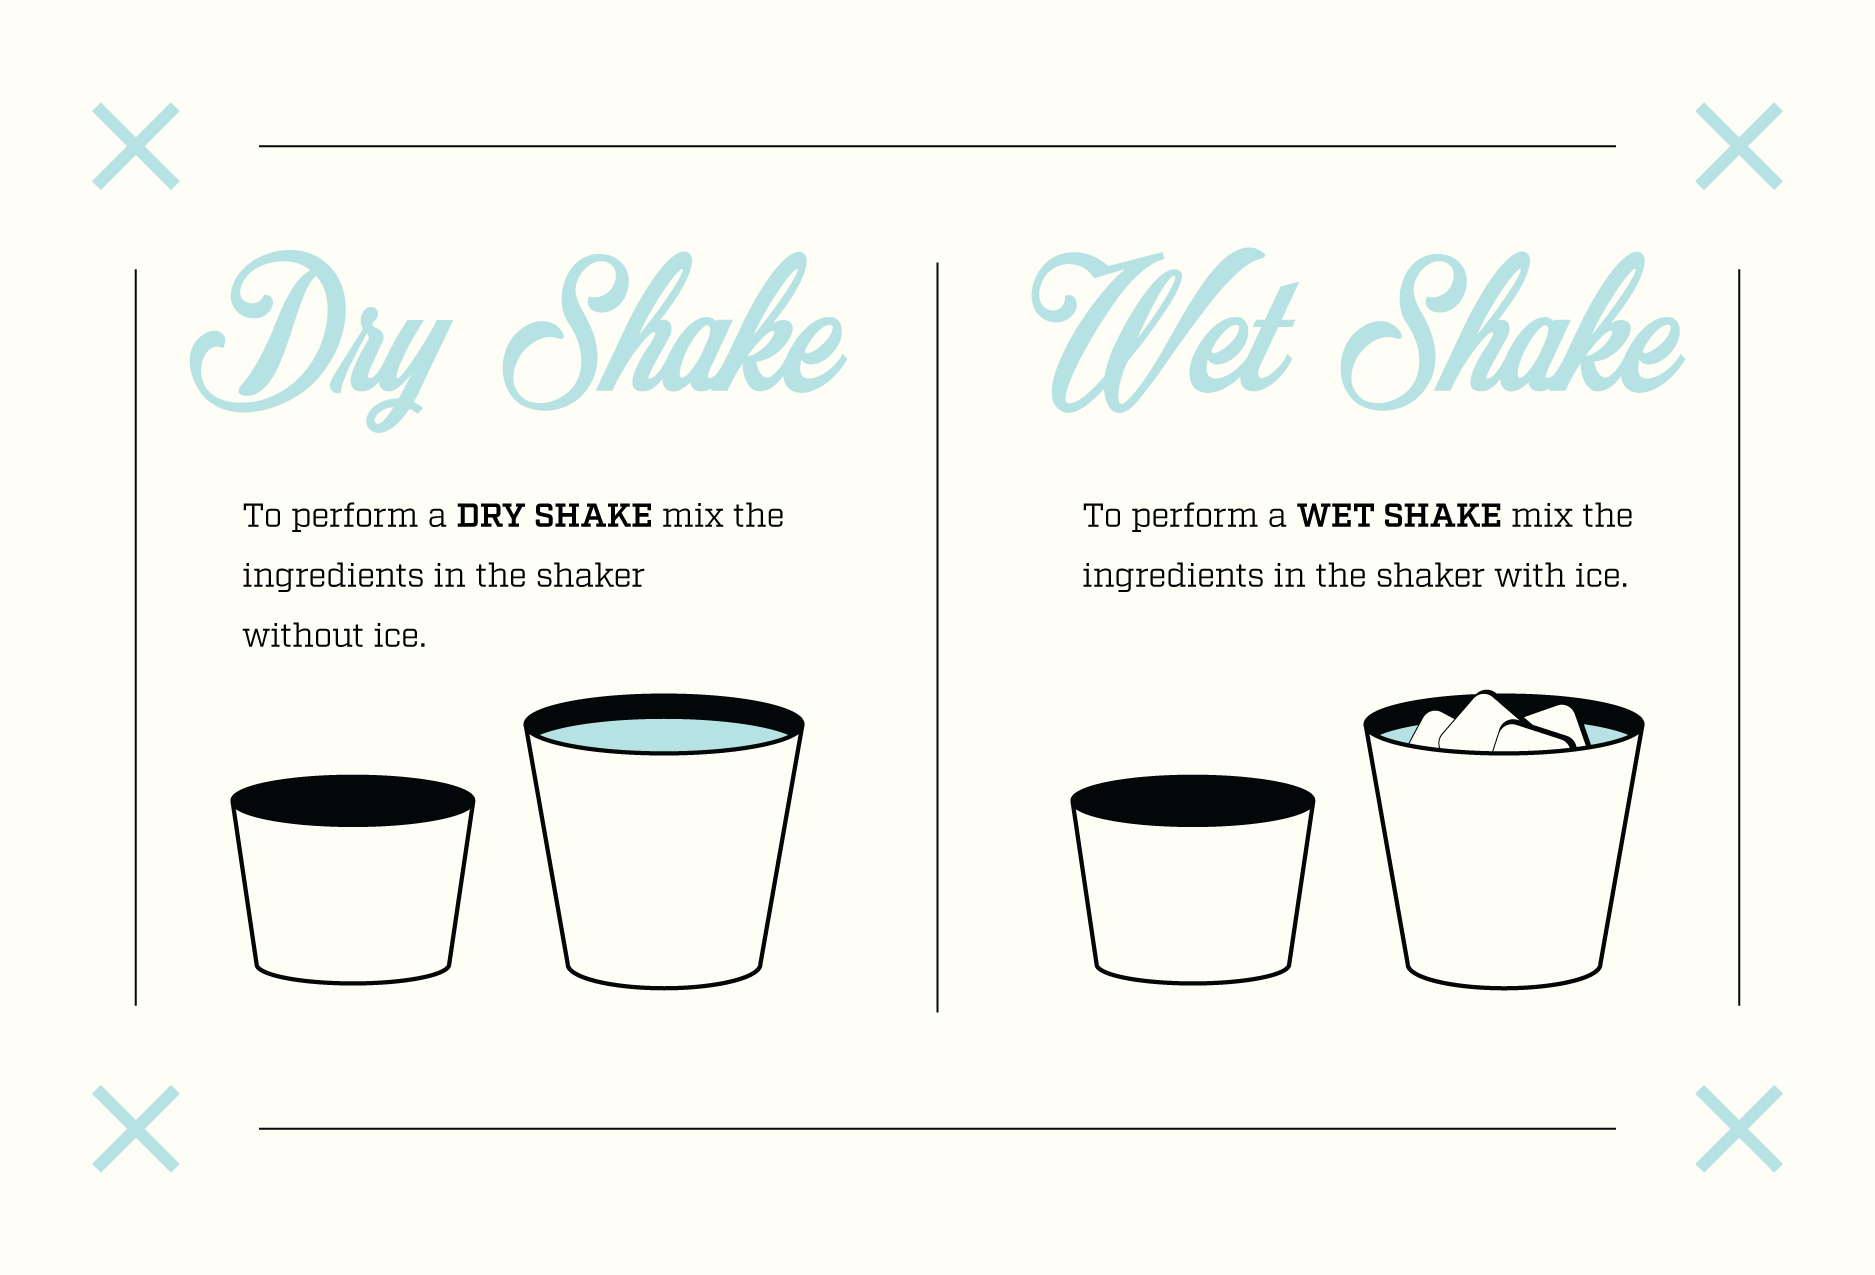 Dry Shake
To perform a DRY SHAKE mix the
ingredients in the shaker
without ice.
Wet Shake
To perform a WET SHAKE mix the
ingredients in the shaker with ice.